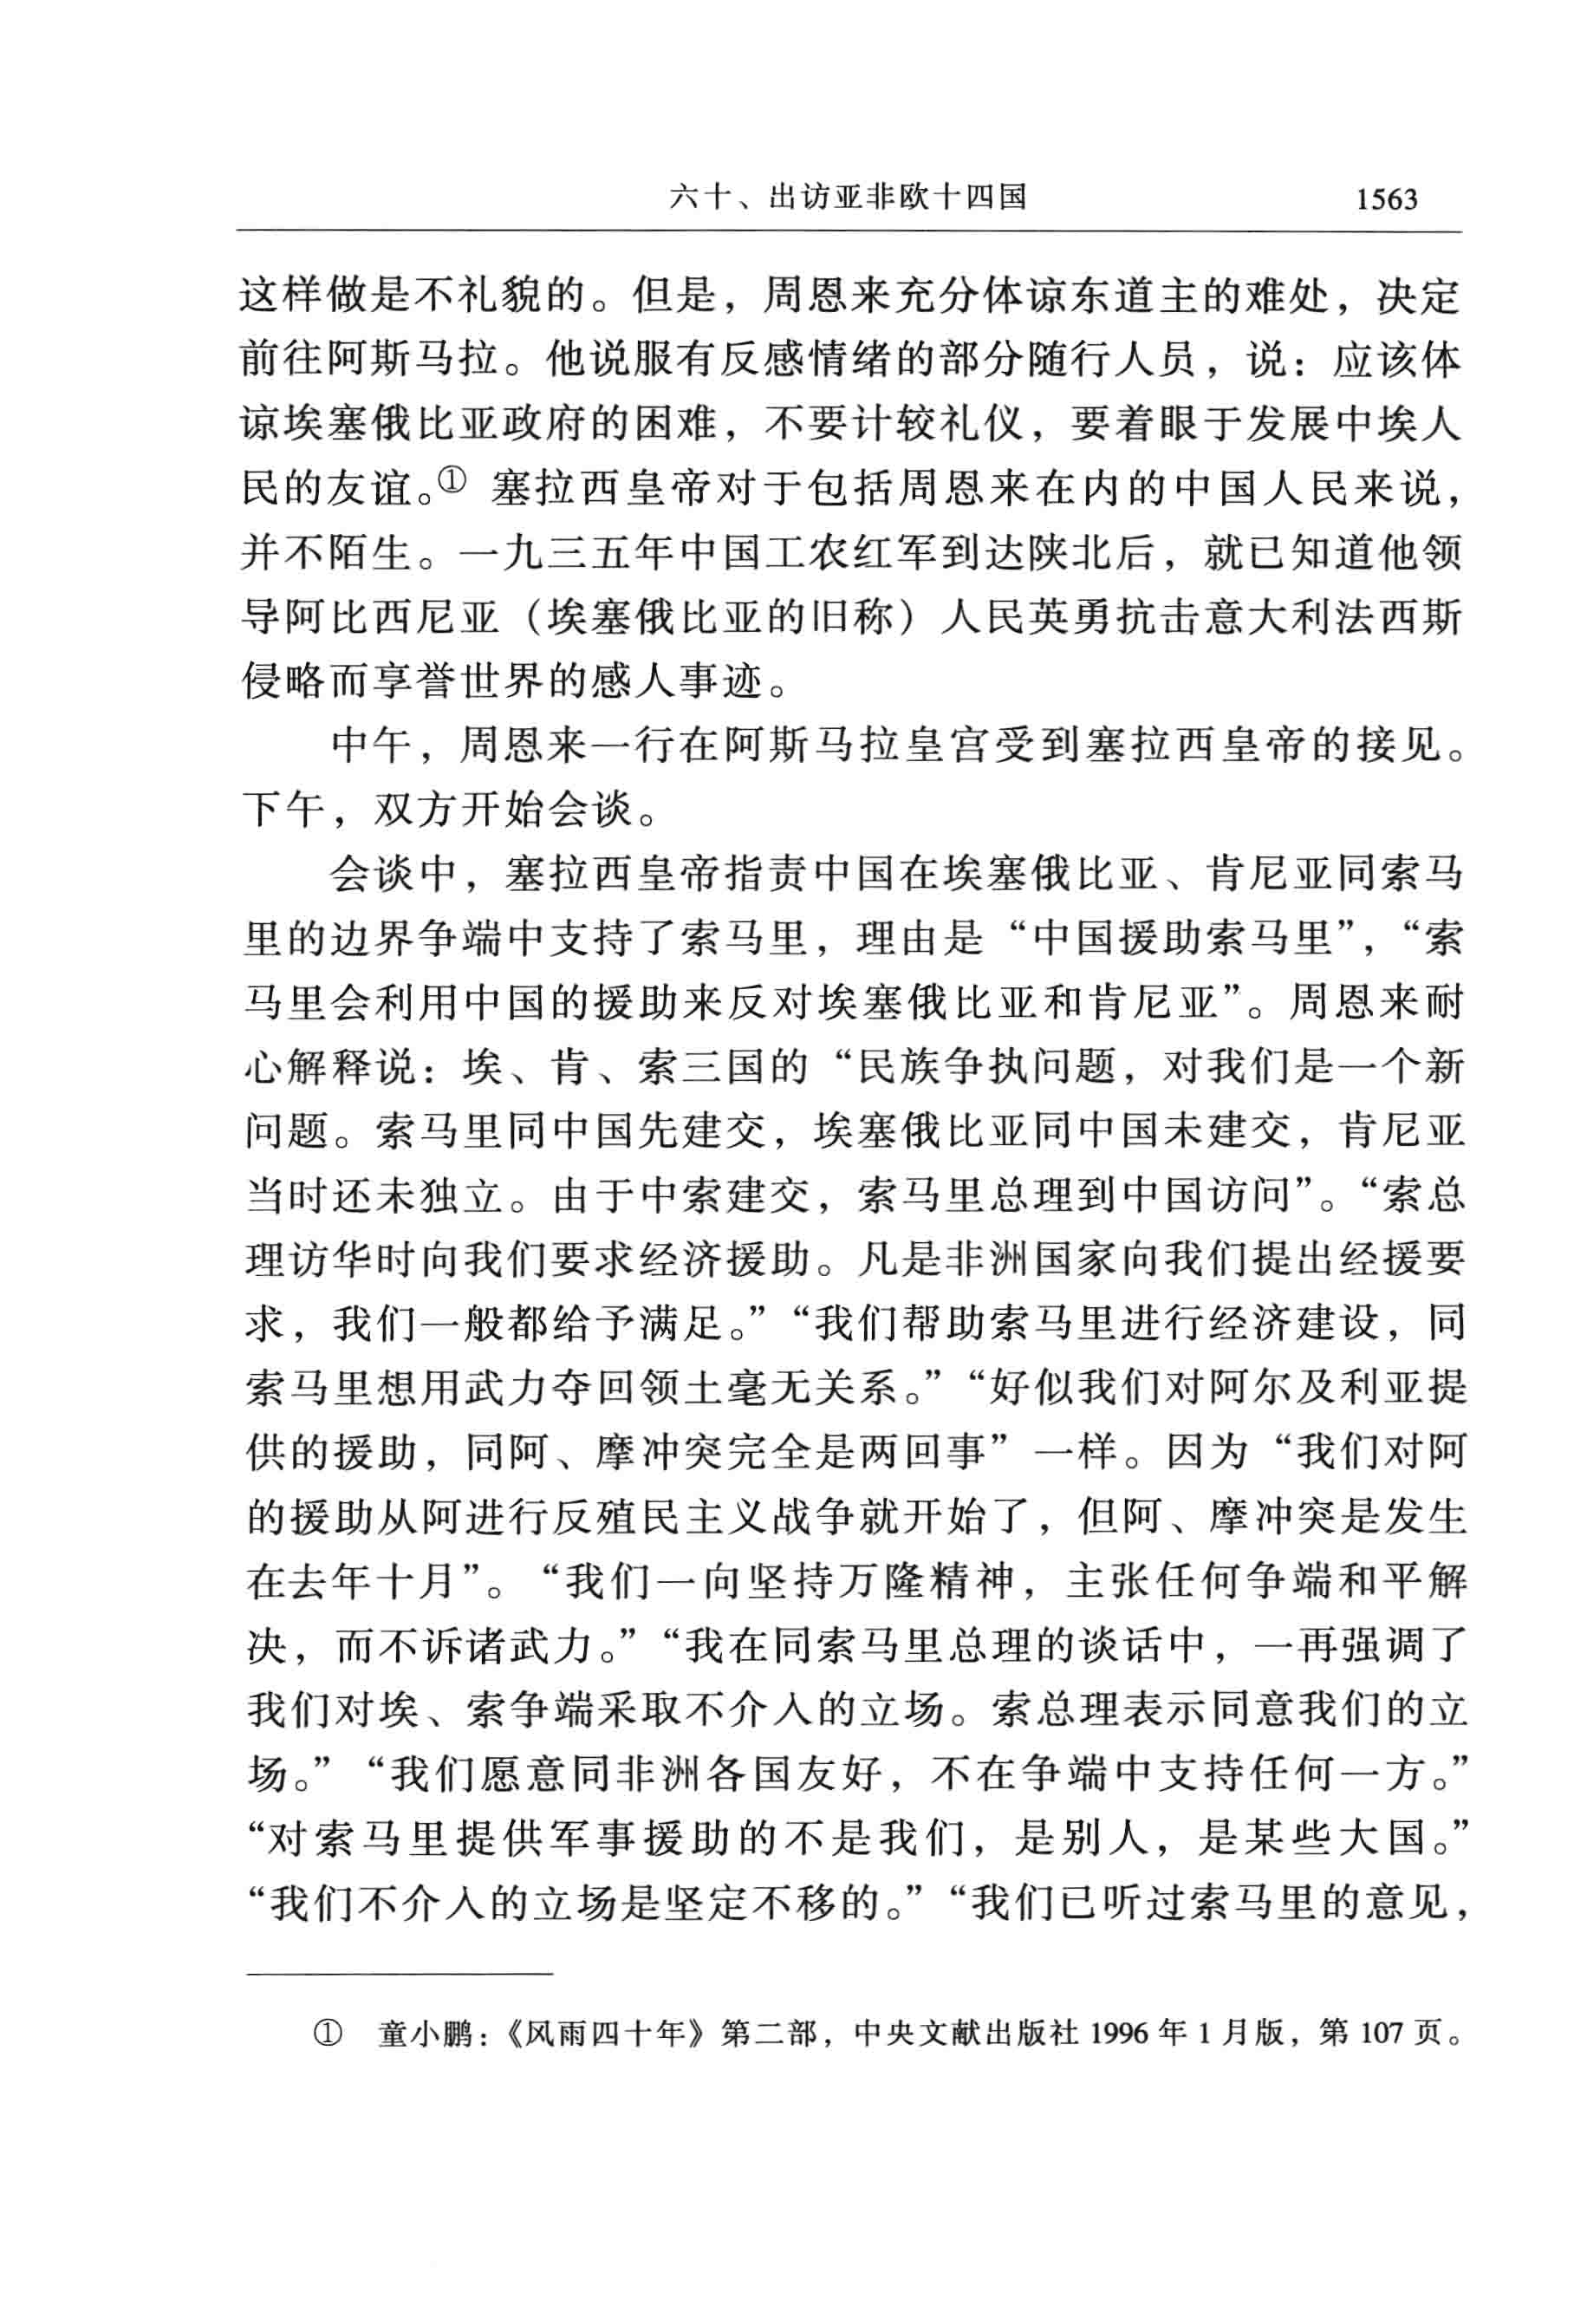 六十、出访亚非欧十四国 1563
这样做是不礼貌的。但是，周恩来充分体谅东道主的难处，决定
前往阿斯马拉。他说服有反感情绪的部分随行人员，说：应该体
谅埃塞俄比亚政府的困难，不要计较礼仪，要着眼于发展中埃人
民的友谊。① 塞拉西皇帝对于包括周恩来在内的中国人民来说，
并不陌生。一九三五年中国工农红军到达陕北后，就已知道他领
导阿比西尼亚（埃塞俄比亚的旧称）人民英勇抗击意大利法西斯
侵略而享誉世界的感人事迹。
中午，周恩来一行在阿斯马拉皇宫受到塞拉西皇帝的接见。
下午，双方开始会谈。
会谈中，塞拉西皇帝指责中国在埃塞俄比亚、肯尼亚同索马
里的边界争端中支持了索马里，理由是“中国援助索马里”，“索
马里会利用中国的援助来反对埃塞俄比亚和肯尼亚”。周恩来耐
心解释说：埃、肯、索三国的“民族争执问题，对我们是一个新
问题。索马里同中国先建交，埃塞俄比亚同中国未建交，肯尼亚
当时还未独立。由于中索建交，索马里总理到中国访问”。“索总
理访华时向我们要求经济援助。凡是非洲国家向我们提出经援要
求，我们一般都给予满足。”“我们帮助索马里进行经济建设，同
索马里想用武力夺回领土毫无关系。”“好似我们对阿尔及利亚提
供的援助，同阿、摩冲突完全是两回事”一样。因为“我们对阿
的援助从阿进行反殖民主义战争就开始了，但阿、摩冲突是发生
在去年十月”。“我们一向坚持万隆精神，主张任何争端和平解
决，而不诉诸武力。”“我在同索马里总理的谈话中，一再强调了
我们对埃、索争端采取不介入的立场。索总理表示同意我们的立
场。”“我们愿意同非洲各国友好，不在争端中支持任何一方。”
“对索马里提供军事援助的不是我们，是别人，是某些大国。”
“我们不介入的立场是坚定不移的。”“我们已听过索马里的意见，
① 童小鹏：《风雨四十年》第二部，中央文献出版社 1996 年 1 月版，第 107 页。